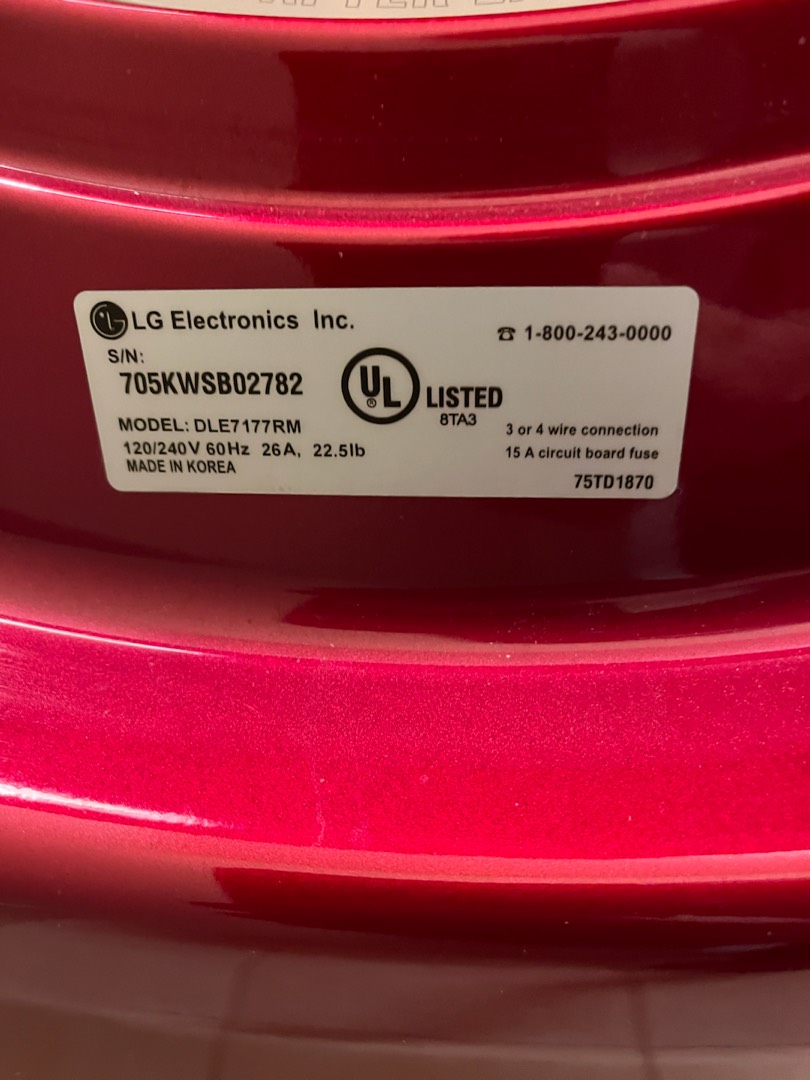 LG Electronics Inc.
☎ 1-800-243-0000
S/N:
705KWSB02782
UL
®
LISTED
8TA3
MODEL: DLE7177RM
120/240V 60Hz 26A, 22.5lb
MADE IN KOREA
3 or 4 wire connection
15 A circuit board fuse
75TD1870